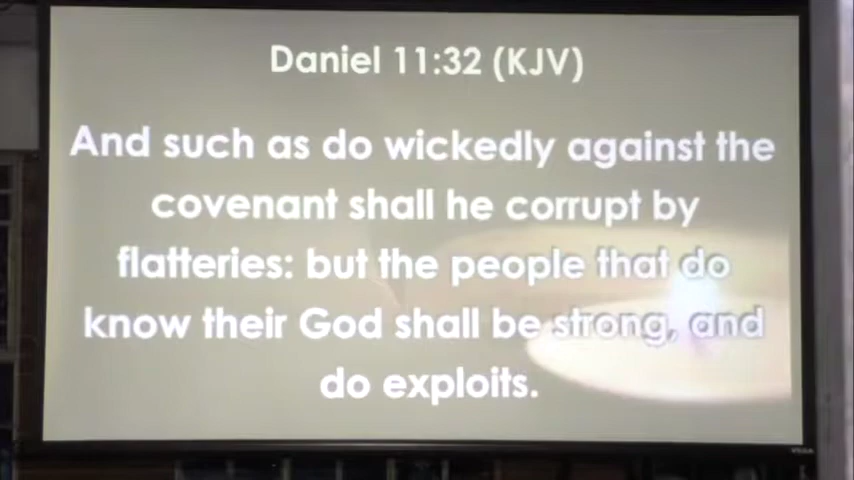 Daniel 11:32 (KJV)
And such as do wickedly against the
covenant shall he corrupt by
flatteries: but the people that do
know their God shall be strong, and
do exploits.